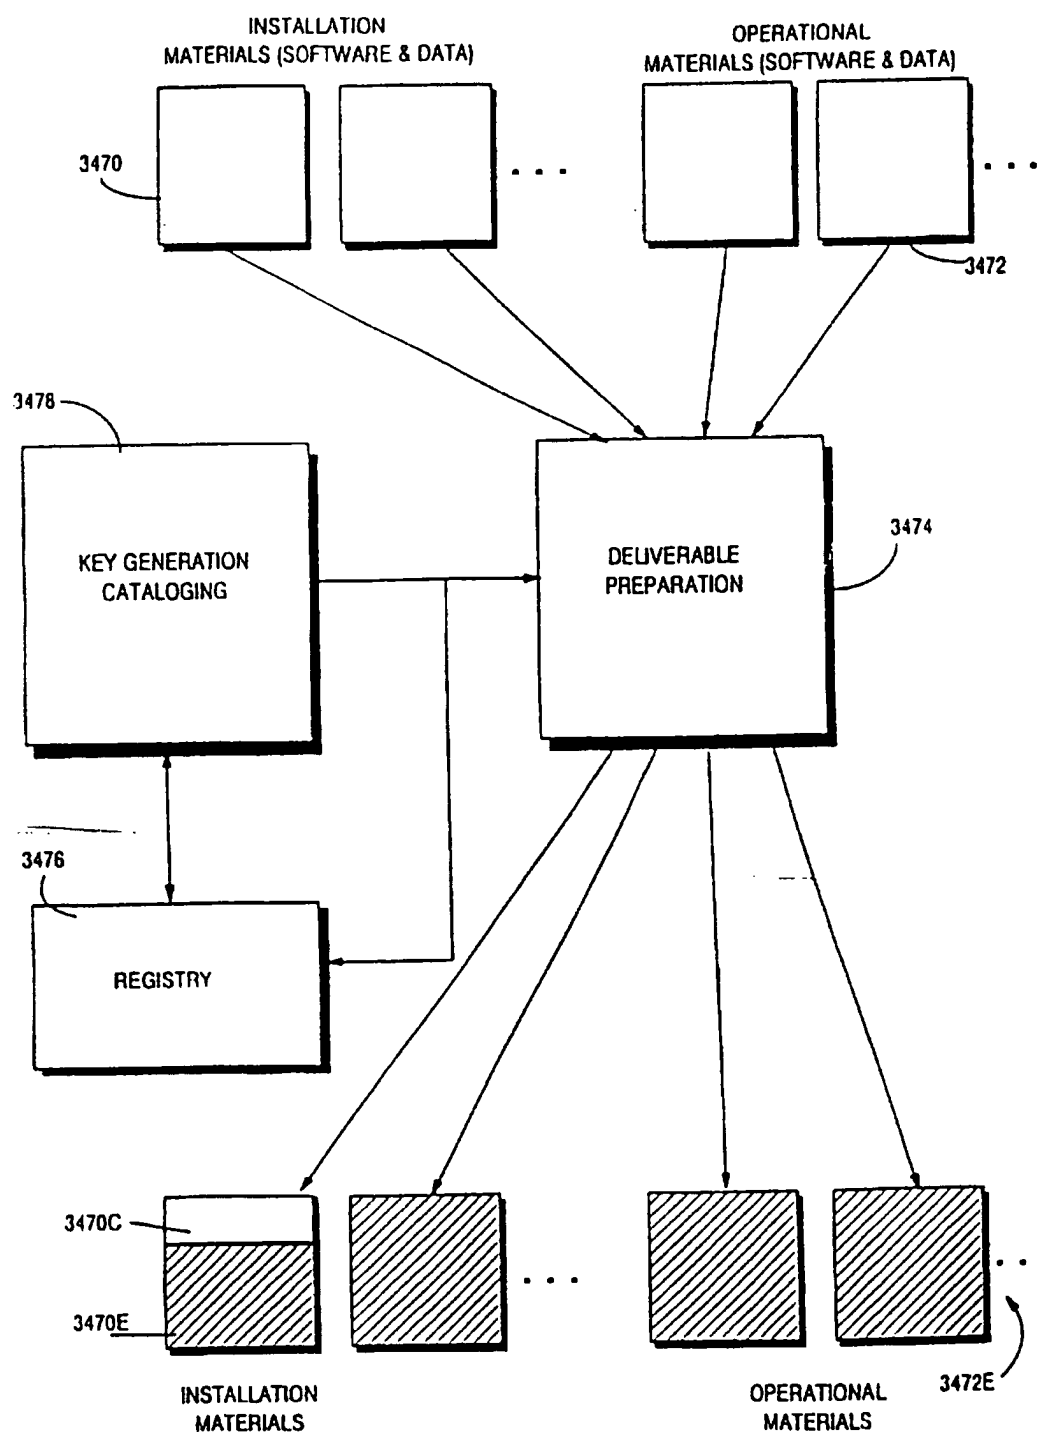 INSTALLATION
MATERIALS (SOFTWARE & DATA)
OPERATIONAL
MATERIALS (SOFTWARE & DATA)
3470
3472
3478
KEY GENERATION
CATALOGING
DELIVERABLE
PREPARATION
3474
3476
REGISTRY
3470C
3470E
3472E
INSTALLATION
MATERIALS
OPERATIONAL
MATERIALS